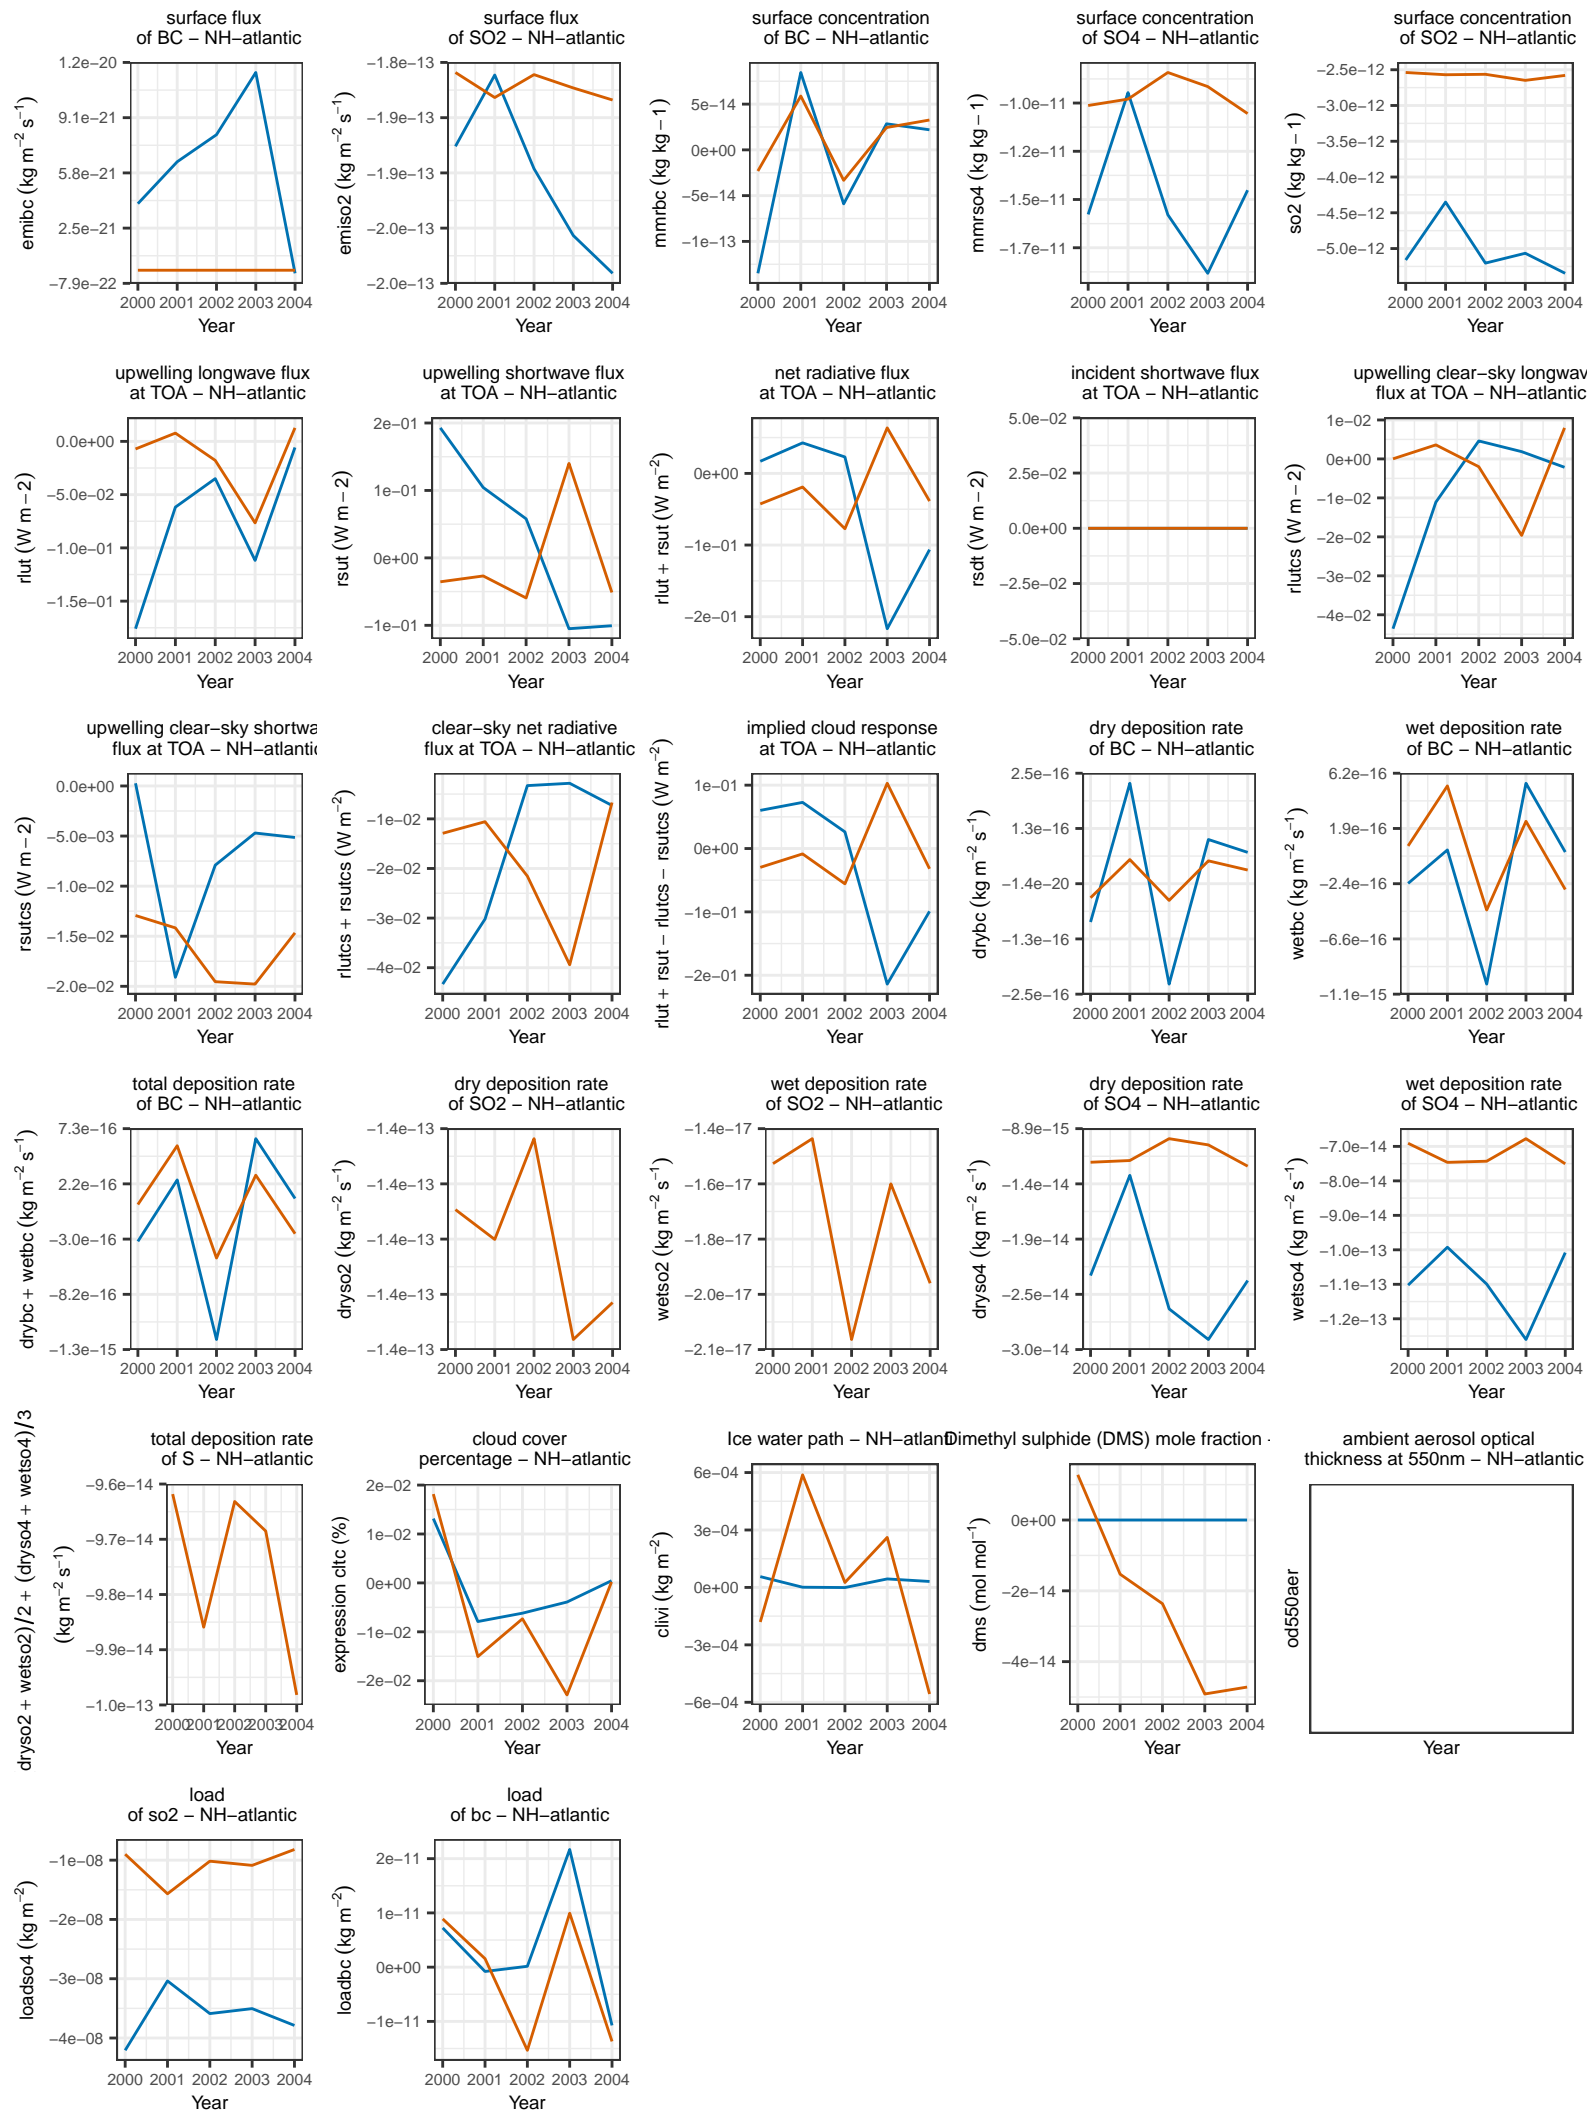 surface flux
of BC − NH−atlantic
emibc (kg m−2 s−1)
1.2e−20
9.1e−21
5.8e−21
2.5e−21
−7.9e−22
2000 2001 2002 2003 2004
Year
surface flux
of SO2 − NH−atlantic
emiso2 (kg m−2 s−1)
−1.8e−13
−1.9e−13
−1.9e−13
−2.0e−13
−2.0e−13
2000 2001 2002 2003 2004
Year
surface concentration
of BC − NH−atlantic
mmrbc (kg kg − 1)
5e−14
0e+00
−5e−14
−1e−13
2000 2001 2002 2003 2004
Year
surface concentration
of SO4 − NH−atlantic
mmrso4 (kg kg − 1)
−1.0e−11
−1.2e−11
−1.5e−11
−1.7e−11
2000 2001 2002 2003 2004
Year
surface concentration
of SO2 − NH−atlantic
so2 (kg kg − 1)
−2.5e−12
−3.0e−12
−3.5e−12
−4.0e−12
−4.5e−12
−5.0e−12
2000 2001 2002 2003 2004
Year
upwelling longwave flux
at TOA − NH−atlantic
rlut (W m − 2)
0.0e+00
−5.0e−02
−1.0e−01
−1.5e−01
2000 2001 2002 2003 2004
Year
upwelling shortwave flux
at TOA − NH−atlantic
rsut (W m − 2)
2e−01
1e−01
0e+00
−1e−01
2000 2001 2002 2003 2004
Year
net radiative flux
at TOA − NH−atlantic
rlut + rsut (W m−2)
0e+00
−1e−01
−2e−01
2000 2001 2002 2003 2004
Year
incident shortwave flux
at TOA − NH−atlantic
rsdt (W m − 2)
5.0e−02
2.5e−02
0.0e+00
−2.5e−02
−5.0e−02
2000 2001 2002 2003 2004
Year
upwelling clear−sky longwav
flux at TOA − NH−atlantic
rlutcs (W m − 2)
1e−02
0e+00
−1e−02
−2e−02
−3e−02
−4e−02
2000 2001 2002 2003 2004
Year
upwelling clear−sky shortwa
flux at TOA − NH−atlantic
rsutcs (W m − 2)
0.0e+00
−5.0e−03
−1.0e−02
−1.5e−02
−2.0e−02
2000 2001 2002 2003 2004
Year
clear−sky net radiative
flux at TOA − NH−atlantic
rlutcs + rsutcs (W m−2)
−1e−02
−2e−02
−3e−02
−4e−02
2000 2001 2002 2003 2004
Year
implied cloud response
at TOA − NH−atlantic
rlut + rsut − rlutcs − rsutcs (W m−2)
1e−01
0e+00
−1e−01
−2e−01
2000 2001 2002 2003 2004
Year
dry deposition rate
of BC − NH−atlantic
drybc (kg m−2 s−1)
2.5e−16
1.3e−16
−1.4e−20
−1.3e−16
−2.5e−16
2000 2001 2002 2003 2004
Year
wet deposition rate
of BC − NH−atlantic
wetbc (kg m−2 s−1)
6.2e−16
1.9e−16
−2.4e−16
−6.6e−16
−1.1e−15
2000 2001 2002 2003 2004
Year
total deposition rate
of BC − NH−atlantic
drybc + wetbc (kg m−2 s−1)
7.3e−16
2.2e−16
−3.0e−16
−8.2e−16
−1.3e−15
2000 2001 2002 2003 2004
Year
dry deposition rate
of SO2 − NH−atlantic
dryso2 (kg m−2 s−1)
−1.4e−13
−1.4e−13
−1.4e−13
−1.4e−13
−1.4e−13
2000 2001 2002 2003 2004
Year
wet deposition rate
of SO2 − NH−atlantic
wetso2 (kg m−2 s−1)
−1.4e−17
−1.6e−17
−1.8e−17
−2.0e−17
−2.1e−17
2000 2001 2002 2003 2004
Year
dry deposition rate
of SO4 − NH−atlantic
dryso4 (kg m−2 s−1)
−8.9e−15
−1.4e−14
−1.9e−14
−2.5e−14
−3.0e−14
2000 2001 2002 2003 2004
Year
wet deposition rate
of SO4 − NH−atlantic
wetso4 (kg m−2 s−1)
−7.0e−14
−8.0e−14
−9.0e−14
−1.0e−13
−1.1e−13
−1.2e−13
2000 2001 2002 2003 2004
Year
total deposition rate
of S − NH−atlantic
dryso2 + wetso2)/2 + (dryso4 + wetso4)/3
(kg m−2 s−1)
−9.6e−14
−9.7e−14
−9.8e−14
−9.9e−14
−1.0e−13
2000 2001 2002 2003 2004
Year
cloud cover
percentage − NH−atlantic
expression cltc (%)
2e−02
1e−02
0e+00
−1e−02
−2e−02
2000 2001 2002 2003 2004
Year
Ice water path − NH−atlanti
clivi (kg m−2)
6e−04
3e−04
0e+00
−3e−04
−6e−04
2000 2001 2002 2003 2004
Year
Dimethyl sulphide (DMS) mole fraction −
dms (mol mol−1)
0e+00
−2e−14
−4e−14
2000 2001 2002 2003 2004
Year
ambient aerosol optical
thickness at 550nm − NH−atlantic
od550aer
Year
load
of so2 − NH−atlantic
loadso4 (kg m−2)
−1e−08
−2e−08
−3e−08
−4e−08
2000 2001 2002 2003 2004
Year
load
of bc − NH−atlantic
loadbc (kg m−2)
2e−11
1e−11
0e+00
−1e−11
2000 2001 2002 2003 2004
Year